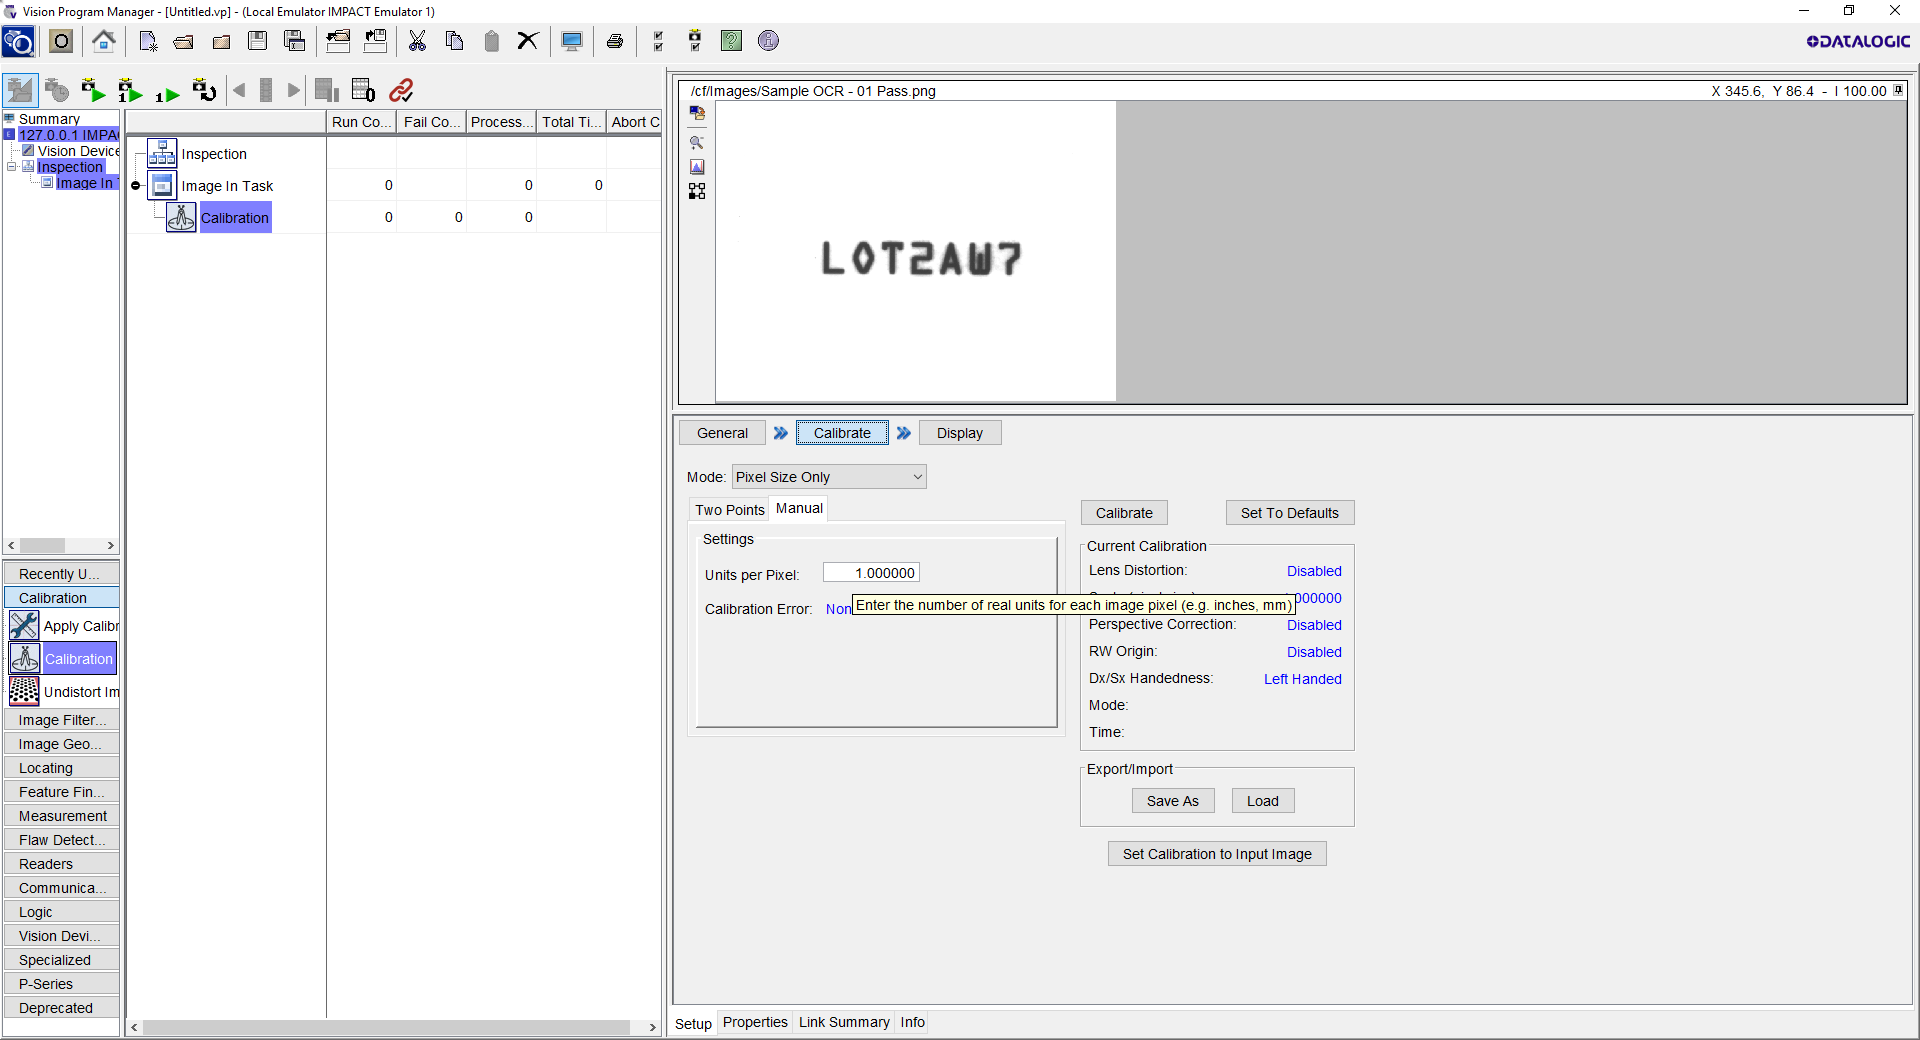 Vision Program Manager - [Untitled.vp] - (Local Emulator IMPACT Emulator 1)
DATALOGIC
Summary
127.0.0.1 IMPA
Vision Device
Inspection
Image In
Run Co...
Fail Co...
Process...
Total Ti...
Abort C
Inspection
Image In Task
0
0
0
Calibration
0
0
0
Recently U...
Calibration
Apply Calibr
Calibration
Undistort Im
Image Filter...
Image Geo...
Locating
Feature Fin...
Measurement
Flaw Detect...
Readers
Communica...
Logic
Vision Devi...
Specialized
P-Series
Deprecated
/cf/Images/Sample OCR - 01 Pass.png
X 345.6, Y 86.4 - I 100.00
LOT2AW7
General
Calibrate
Display
Mode:
Pixel Size Only
Two Points
Manual
Settings
Units per Pixel:
1.000000
Calibration Error:
Non
Enter the number of real units for each image pixel (e.g. inches, mm)
Calibrate
Set To Defaults
Current Calibration
Lens Distortion:
Disabled
000000
Perspective Correction:
Disabled
RW Origin:
Disabled
Dx/Sx Handedness:
Left Handed
Mode:
Time:
Export/Import
Save As
Load
Set Calibration to Input Image
Setup
Properties
Link Summary
Info